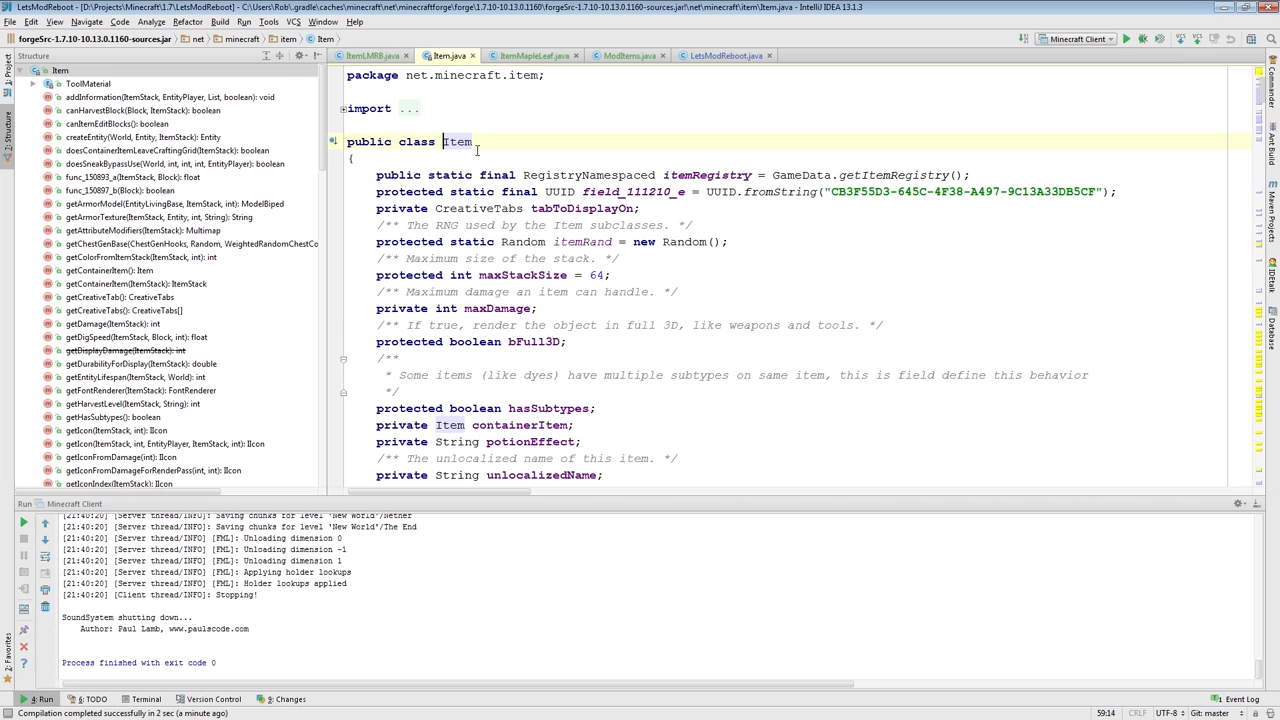 LetsModReboot - [D:\Projects\Minecraft\1.7\LetsModReboot] - C:\Users\Rob\.gradle\caches\minecraft\net\minecraftforge\forge\1.7.10-10.13.0.1160\forgeSrc-1.7.10-10.13.0.1160-sources.jar!\net\minecraft\item\Item.java - IntelliJ IDEA 13.1.3
File Edit View Navigate Code Analyze Refactor Build Run Tools VCS Window Help
forgeSrc-1.7.10-10.13.0.1160-sources.jar net minecraft item Item Minecraft Client
Structure ItemLMRB.java Item.java ItemMapleLeaf.java ModItems.java LetsModReboot.java
1: Project
7: Structure
2: Favorites
Item
ToolMaterial
addInformation(ItemStack, EntityPlayer, List, boolean): void
canHarvestBlock(Block, ItemStack): boolean
canItemEditBlocks(): boolean
createEntity(World, Entity, ItemStack): Entity
doesContainerItemLeaveCraftingGrid(ItemStack): boolean
doesSneakBypassUse(World, int, int, int, EntityPlayer): boolean
func_150893_a(ItemStack, Block): float
func_150897_b(Block): boolean
getArmorModel(EntityLivingBase, ItemStack, int): ModelBiped
getArmorTexture(ItemStack, Entity, int, String): String
getAttributeModifiers(ItemStack): Multimap
getChestGenBase(ChestGenHooks, Random, WeightedRandomChestCo
getColorFromItemStack(ItemStack, int): int
getContainerItem(): Item
getContainerItem(ItemStack): ItemStack
getCreativeTab(): CreativeTabs
getCreativeTabs(): CreativeTabs[]
getDamage(ItemStack): int
getDigSpeed(ItemStack, Block, int): float
getDisplayDamage(ItemStack): int
getDurabilityForDisplay(ItemStack): double
getEntityLifespan(ItemStack, World): int
getFontRenderer(ItemStack): FontRenderer
getHarvestLevel(ItemStack, String): int
getHasSubtypes(): boolean
getIcon(ItemStack, int): IIcon
getIcon(ItemStack, int, EntityPlayer, ItemStack, int): IIcon
getIconFromDamage(int): IIcon
getIconFromDamageForRenderPass(int, int): IIcon
getIconIndex(ItemStack): IIcon
package net.minecraft.item;
import ...
public class Item
{
public static final RegistryNamespaced itemRegistry = GameData.getItemRegistry();
protected static final UUID field_111210_e = UUID.fromString("CB3F55D3-645C-4F38-A497-9C13A33DB5CF");
private CreativeTabs tabToDisplayOn;
/** The RNG used by the Item subclasses. */
protected static Random itemRand = new Random();
/** Maximum size of the stack. */
protected int maxStackSize = 64;
/** Maximum damage an item can handle. */
private int maxDamage;
/** If true, render the object in full 3D, like weapons and tools. */
protected boolean bFull3D;
/**
* Some items (like dyes) have multiple subtypes on same item, this is field define this behavior
*/
protected boolean hasSubtypes;
private Item containerItem;
private String potionEffect;
/** The unlocalized name of this item. */
private String unlocalizedName;
Commander
Ant Build
Maven Projects
IDEtalk
Database
Run Minecraft Client
[21:40:20] [Server thread/INFO]: Saving chunks for level 'New World'/Nether
[21:40:20] [Server thread/INFO]: Saving chunks for level 'New World'/The End
[21:40:20] [Server thread/INFO] [FML]: Unloading dimension 0
[21:40:20] [Server thread/INFO] [FML]: Unloading dimension -1
[21:40:20] [Server thread/INFO] [FML]: Unloading dimension 1
[21:40:20] [Server thread/INFO] [FML]: Applying holder lookups
[21:40:20] [Server thread/INFO] [FML]: Holder lookups applied
[21:40:20] [Client thread/INFO]: Stopping!
SoundSystem shutting down...
Author: Paul Lamb, www.paulscode.com
Process finished with exit code 0
4: Run 6: TODO Terminal Version Control 9: Changes Event Log
Compilation completed successfully in 2 sec (a minute ago) 59:14 CRLF UTF-8 Git: master